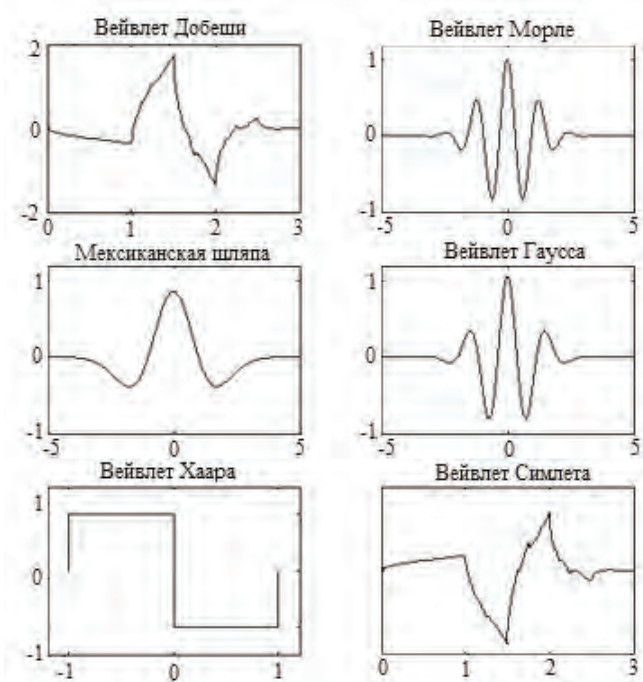 Вейвлет Добеши
2
0
-2
0 1 2 3
Вейвлет Морле
1
0
-1
-5 0 5
Мексиканская шляпа
1
0
-1
-5 0 5
Вейвлет Гаусса
1
0
-1
-5 0 5
Вейвлет Хаара
1
0
-1
-1 0 1
Вейвлет Симлета
0 1 2 3